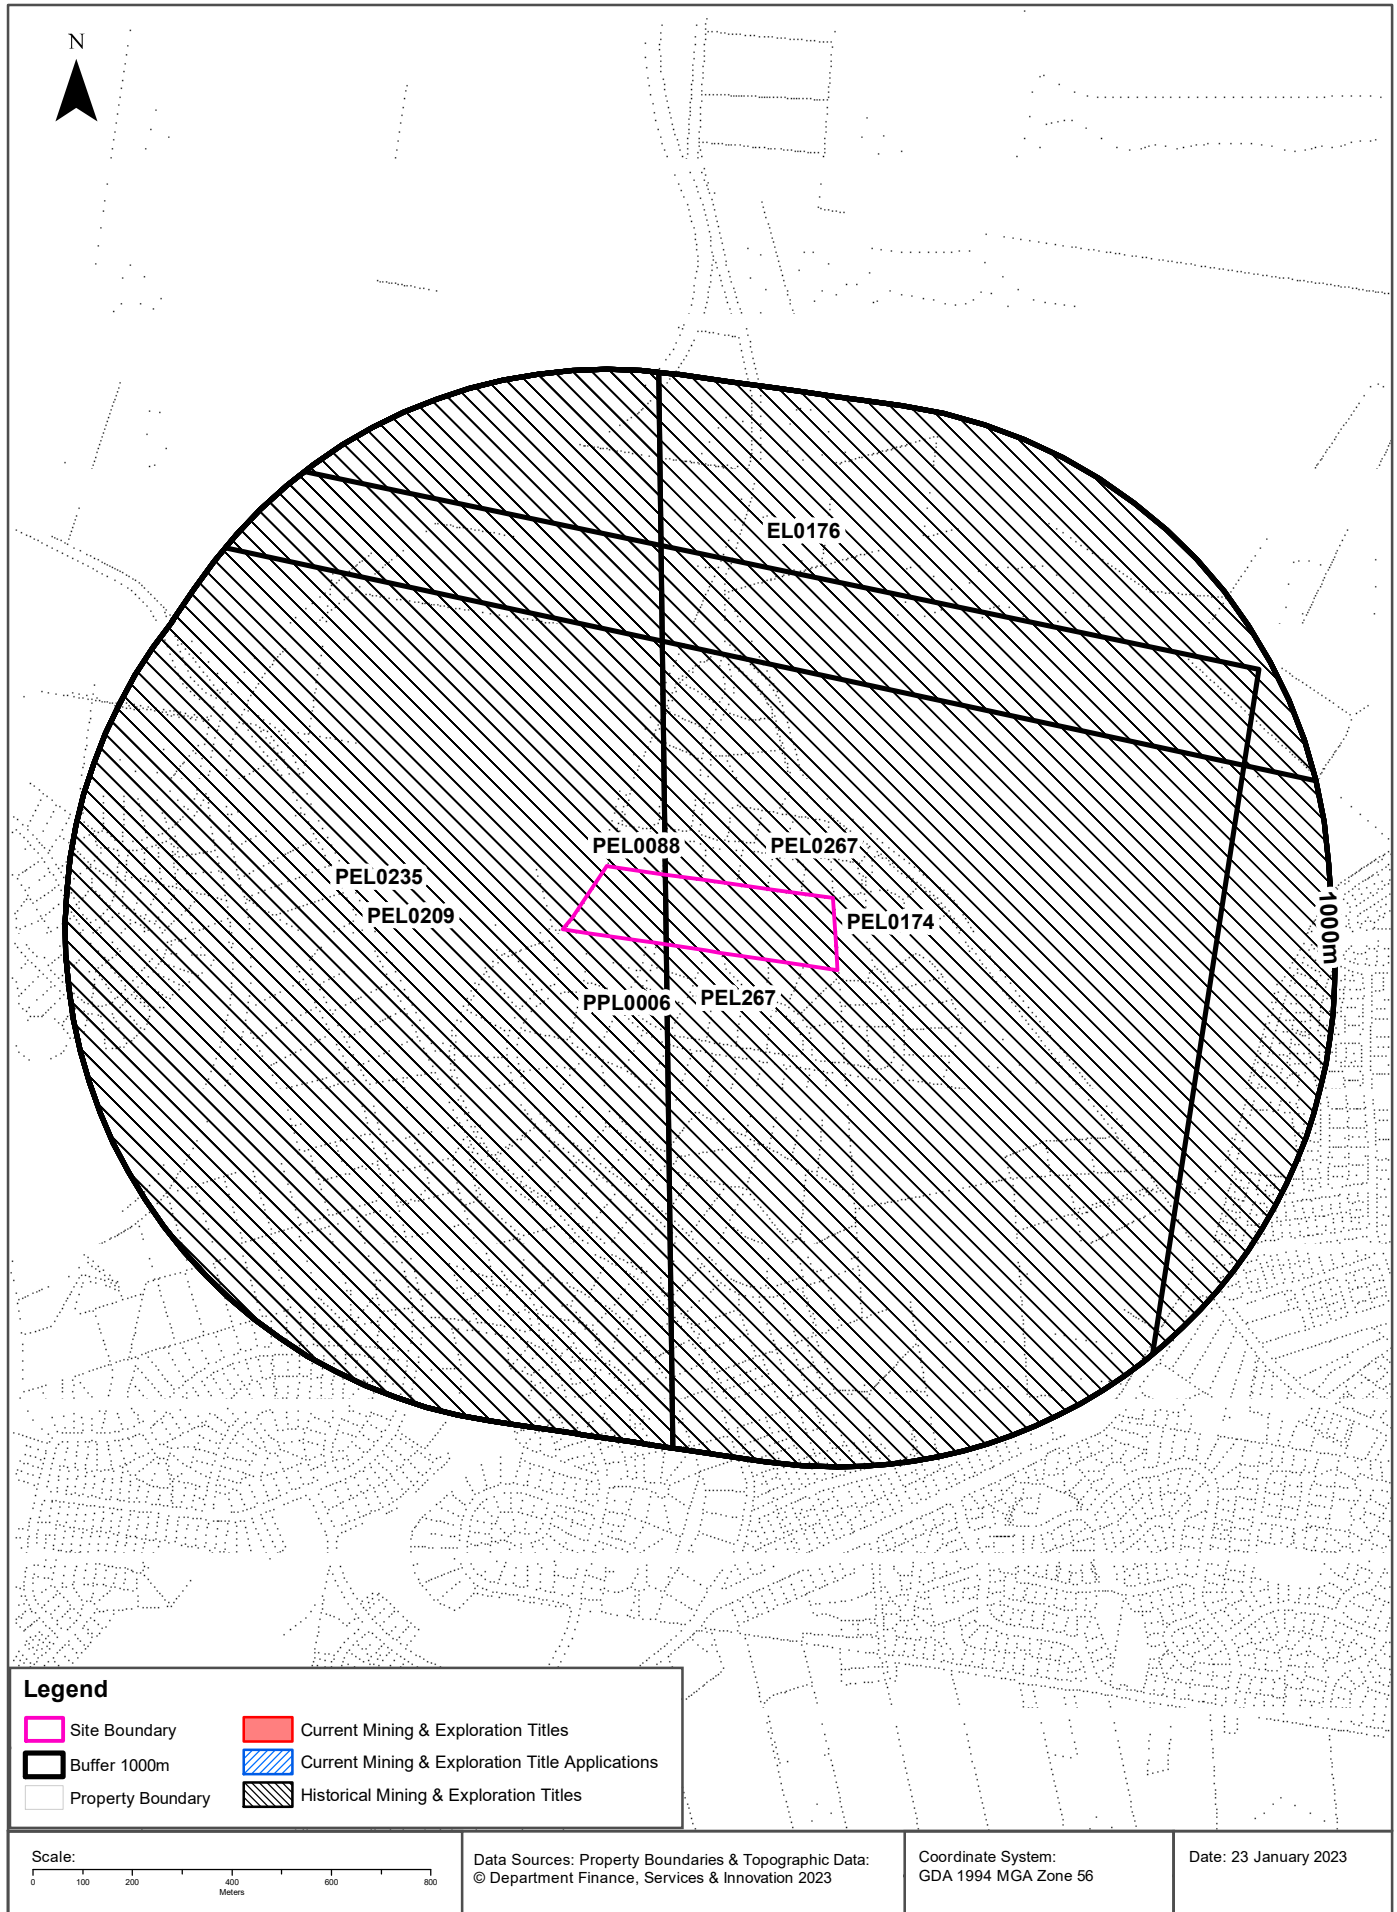 N
EL0176
PEL0088
PEL0267
PEL0235
PEL0209
PEL0174
1000m
PPL0006
PEL267
Legend
Site Boundary
Buffer 1000m
Property Boundary
Current Mining & Exploration Titles
Current Mining & Exploration Title Applications
Historical Mining & Exploration Titles
Scale:
0 100 200 400 600 800
Meters
Data Sources: Property Boundaries & Topographic Data:
© Department Finance, Services & Innovation 2023
Coordinate System:
GDA 1994 MGA Zone 56
Date: 23 January 2023